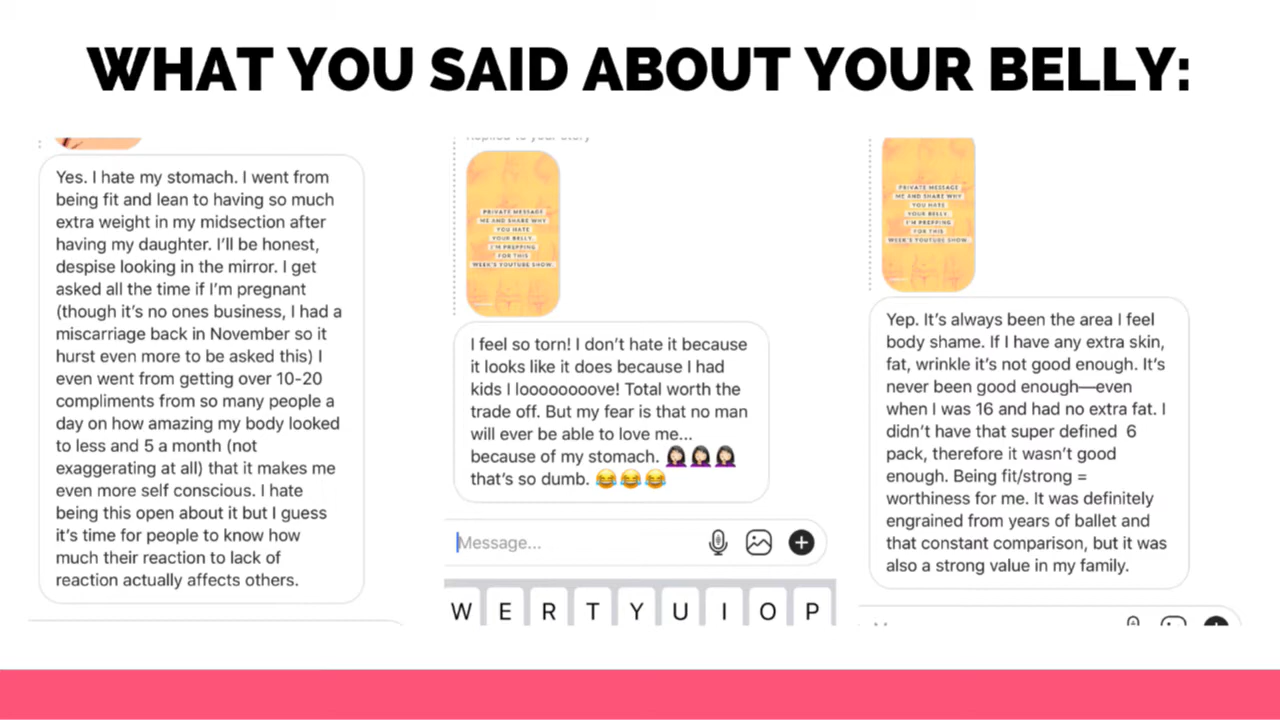 WHAT YOU SAID ABOUT YOUR BELLY:
Yes. I hate my stomach. I went from
being fit and lean to having so much
extra weight in my midsction after
having my daughter. I'll be honest,
despise looking in the mirror. I get
asked all the time if I'm pregnant
(though it's no ones business, I had a
miscarriage back in November so it
hurst even more to be asked this) I
even went from getting over 10-20
compliments from so many people a
day on how amazing my body looked
to less and 5 a month (not
exaggerating at all) that it makes me
even more self conscious. I hate
being this open about it but I guess
it's time for people to know how
much their reaction to lack of
reaction actually affects others.
Replied to your story
PRIVATE MESSAGE
ME AND SHARE WHY
YOU HATE
YOUR BELLY
I'M PREPPING
FOR THIS
WEEK'S YOUTUBE SHOW.
I feel so torn! I don't hate it because
it looks like it does because I had
kids I looooooooove! Total worth the
trade off. But my fear is that no man
will ever be able to love me...
because of my stomach. 🤦🏻‍♀️🤦🏻‍♀️🤦🏻‍♀️
that's so dumb. 😂😂😂
Message...
W E R T Y U I O P
PRIVATE MESSAGE
ME AND SHARE WHY
YOU HATE
YOUR BELLY
I'M PREPPING
FOR THIS
WEEK'S YOUTUBE SHOW.
Yep. It's always been the area I feel
body shame. If I have any extra skin,
fat, wrinkle it's not good enough. It's
never been good enough—even
when I was 16 and had no extra fat. I
didn't have that super defined 6
pack, therefore it wasn't good
enough. Being fit/strong =
worthiness for me. It was definitely
engrained from years of ballet and
that constant comparison, but it was
also a strong value in my family.